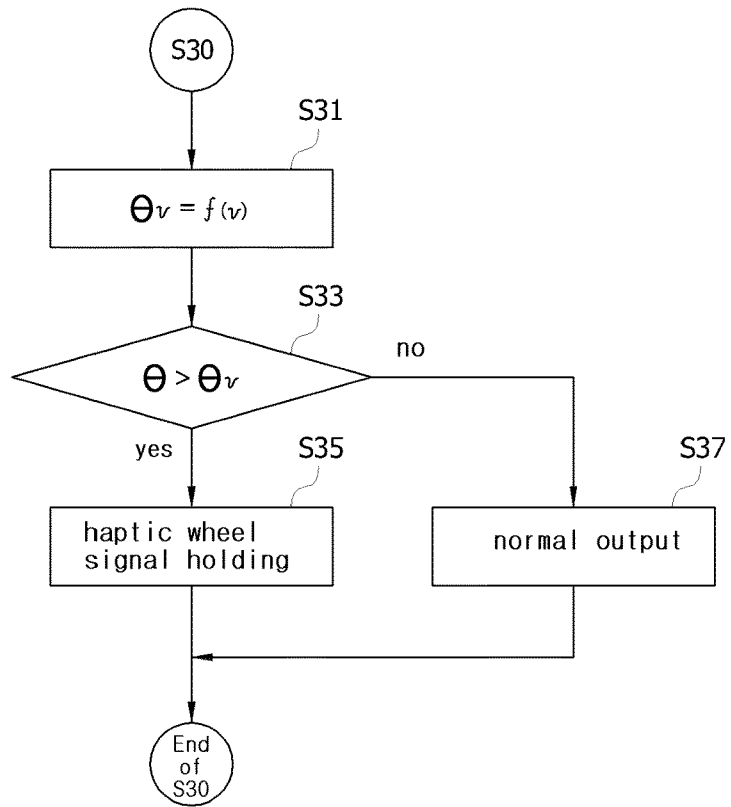 S30
S31
Θv = f(v)
S33
Θ > Θv
no
yes
S35
S37
haptic wheel
signal holding
normal output
End
of
S30